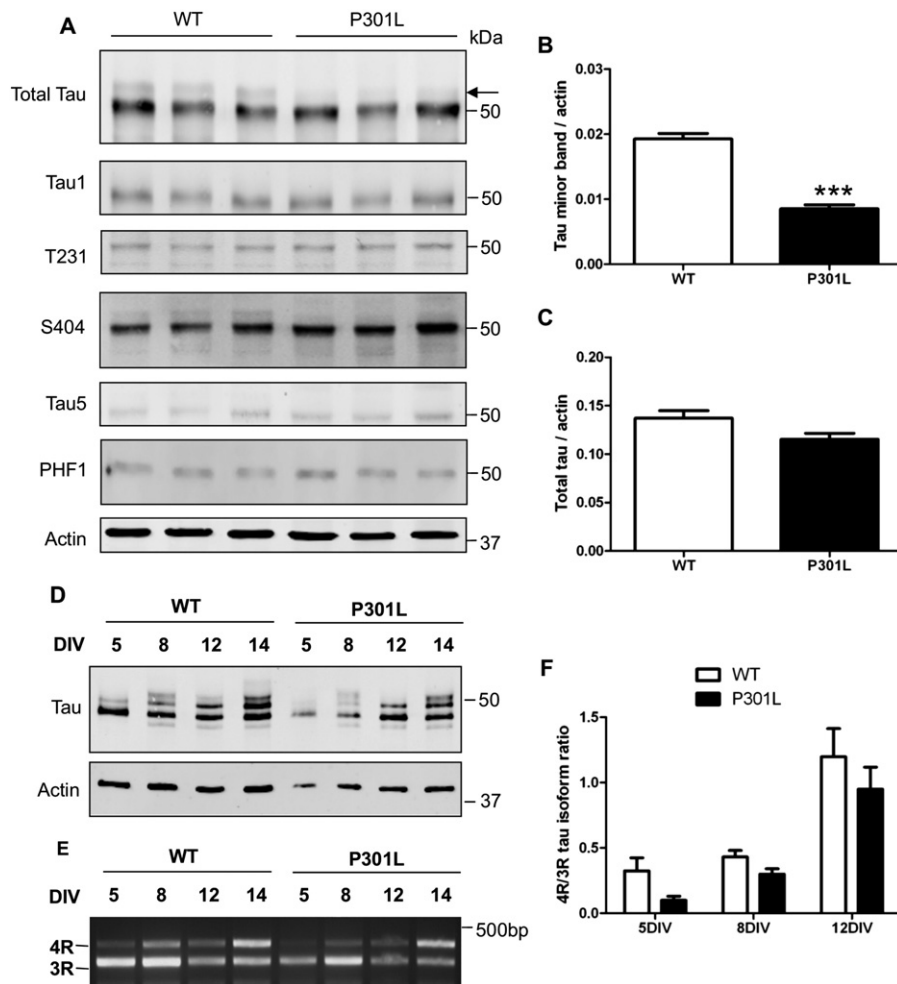 A WT P301L kDa
Total Tau 50
Tau1 50
T231 50
S404 50
Tau5 50
PHF1 50
Actin 37
B
Tau minor band / actin
0.03
0.02
0.01
0.00
***
WT P301L
C
Total tau / actin
0.20
0.15
0.10
0.05
0.00
WT P301L
D WT P301L
DIV 5 8 12 14 5 8 12 14
Tau 50
Actin 37
E WT P301L
DIV 5 8 12 14 5 8 12 14
500bp
4R
3R
F
WT
P301L
4R/3R tau isoform ratio
1.5
1.0
0.5
0.0
5DIV 8DIV 12DIV